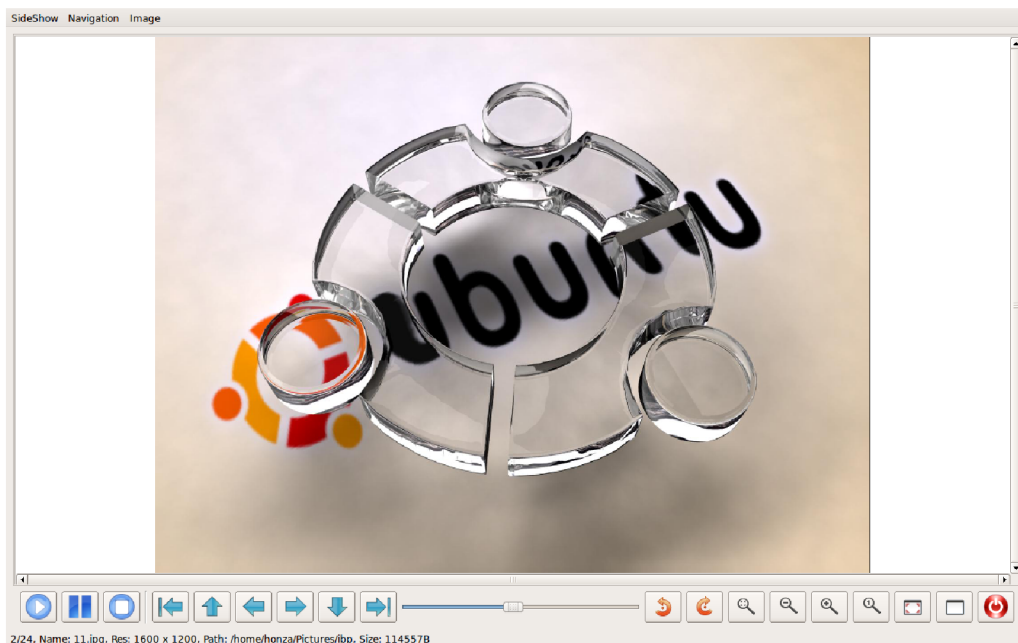 SideShow Navigation Image
ubuntu
2/24, Name: 11.jpg, Res: 1600 x 1200, Path: /home/honza/Pictures/ibp, Size: 114557B